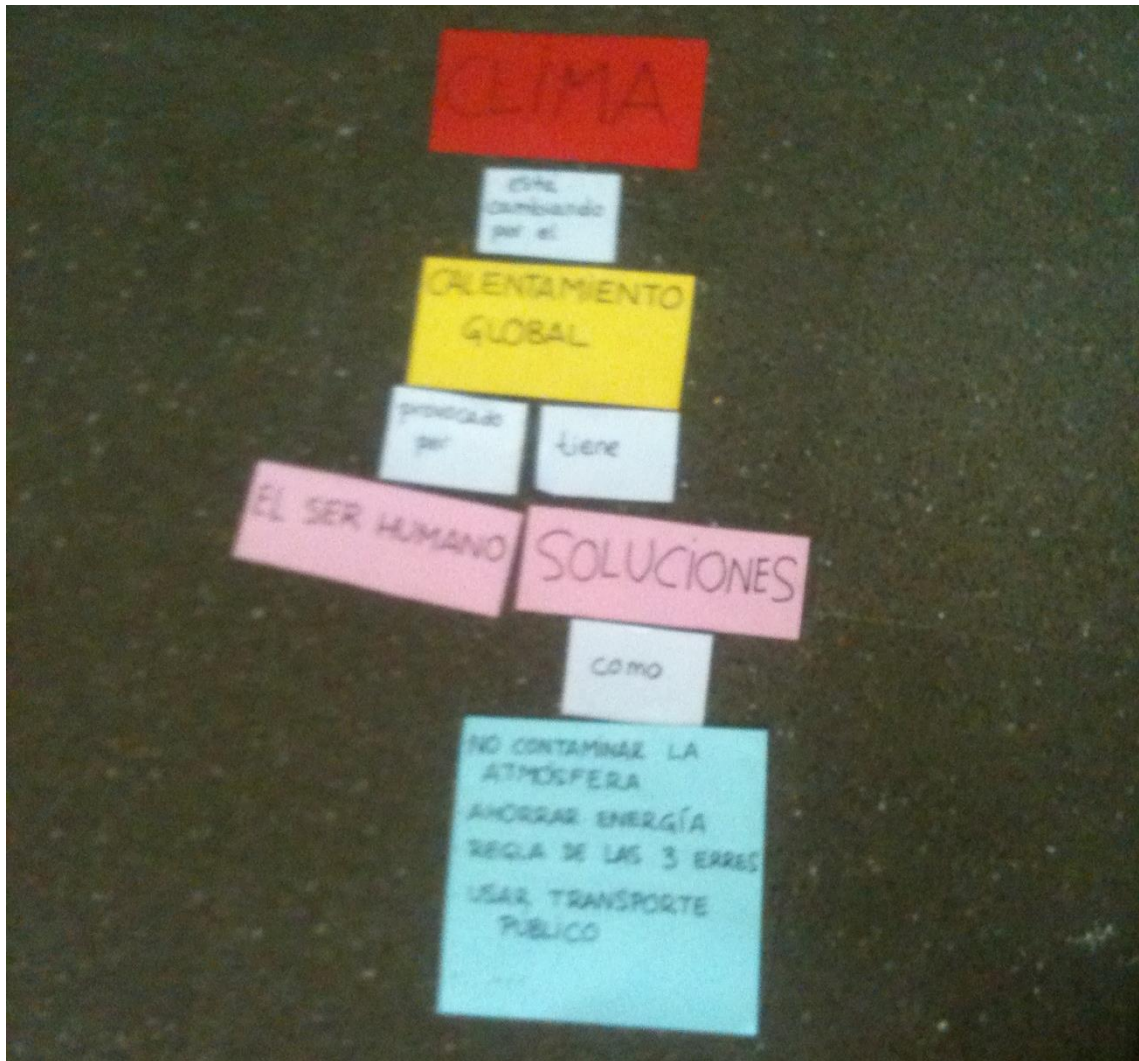 CLIMA
esta
cambiando
por el
CALENTAMIENTO
GLOBAL
provocado
por
tiene
EL SER HUMANO
SOLUCIONES
como
NO CONTAMINAR LA
ATMÓSFERA
AHORRAR ENERGÍA
REGLA DE LAS 3 ERRES
USAR TRANSPORTE
PÚBLICO